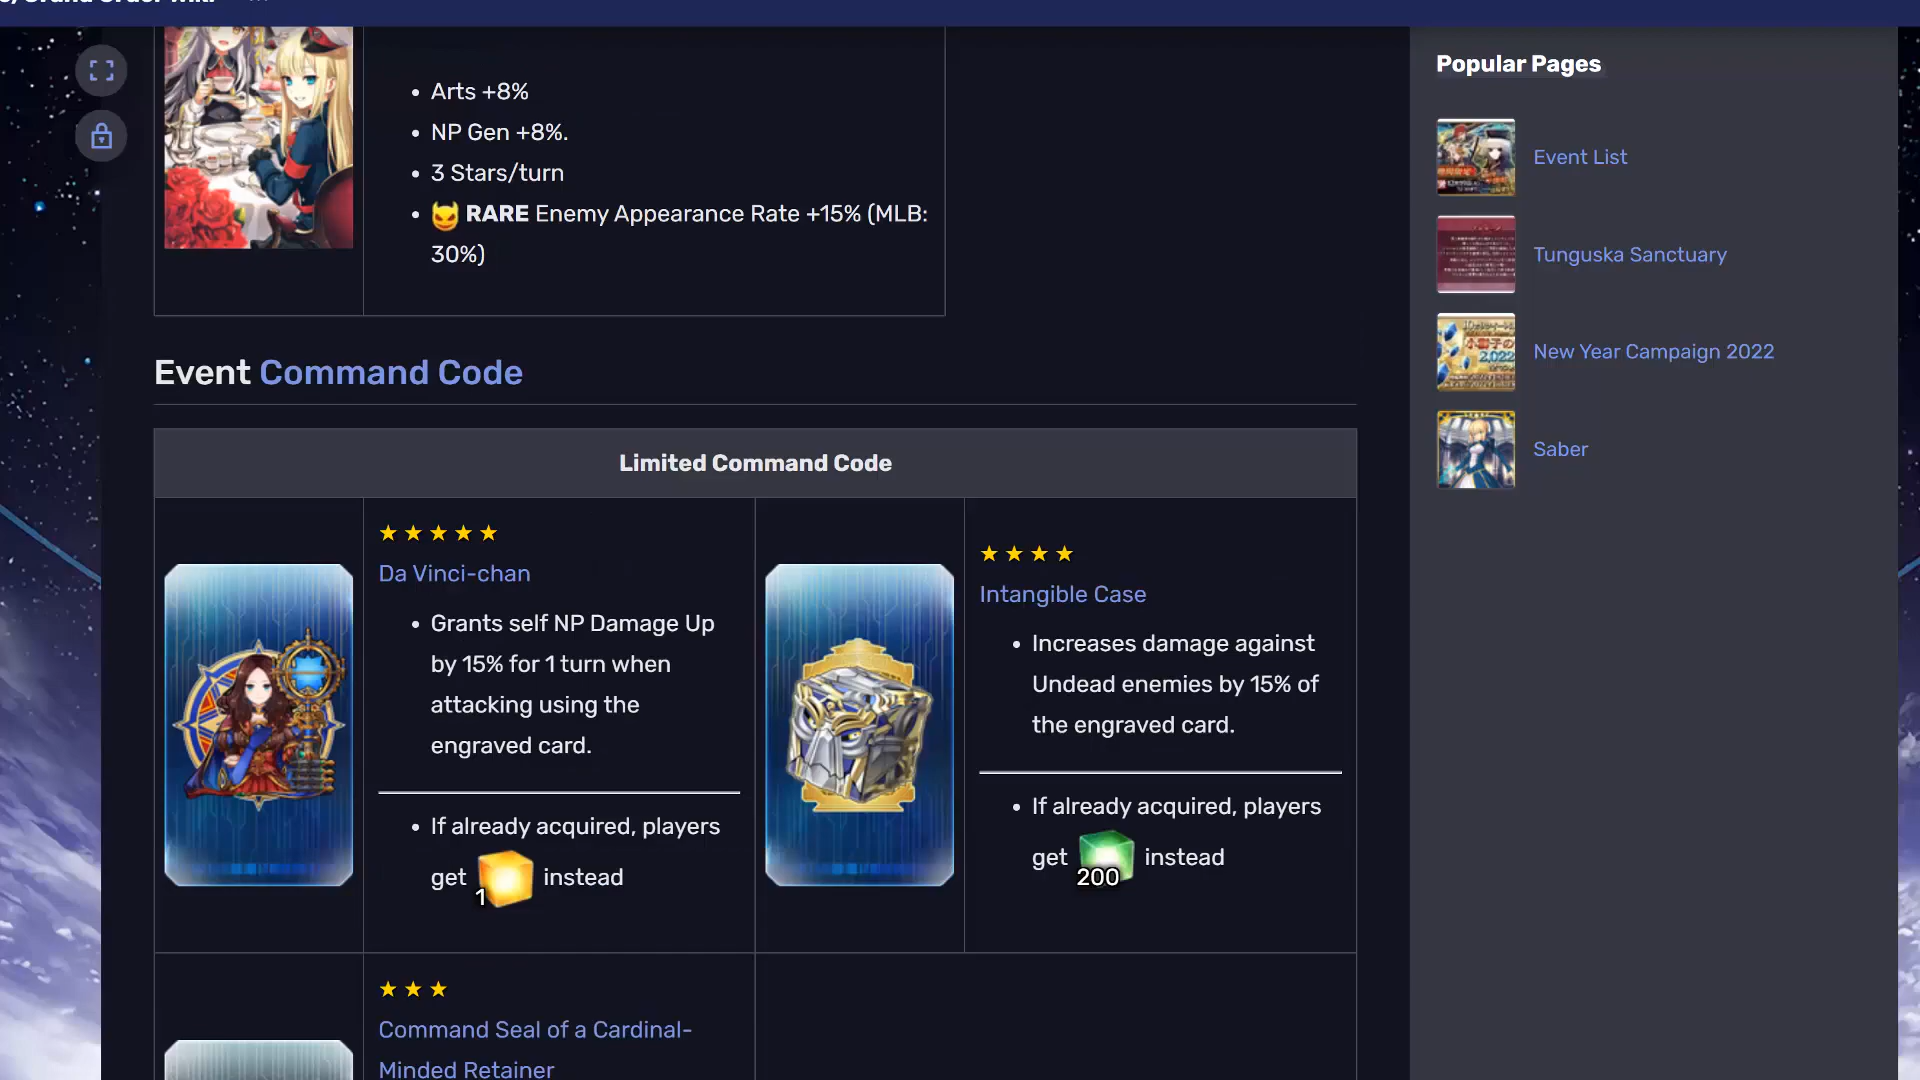 Arts +8%
NP Gen +8%.
3 Stars/turn
RARE Enemy Appearance Rate +15% (MLB:
30%)
Event Command Code
Limited Command Code
★★★★★
Da Vinci-chan
Grants self NP Damage Up
by 15% for 1 turn when
attacking using the
engraved card.
If already acquired, players
get 1 instead
★★★★
Intangible Case
Increases damage against
Undead enemies by 15% of
the engraved card.
If already acquired, players
get 200 instead
★★★
Command Seal of a Cardinal-
Minded Retainer
Popular Pages
Event List
Tunguska Sanctuary
New Year Campaign 2022
Saber